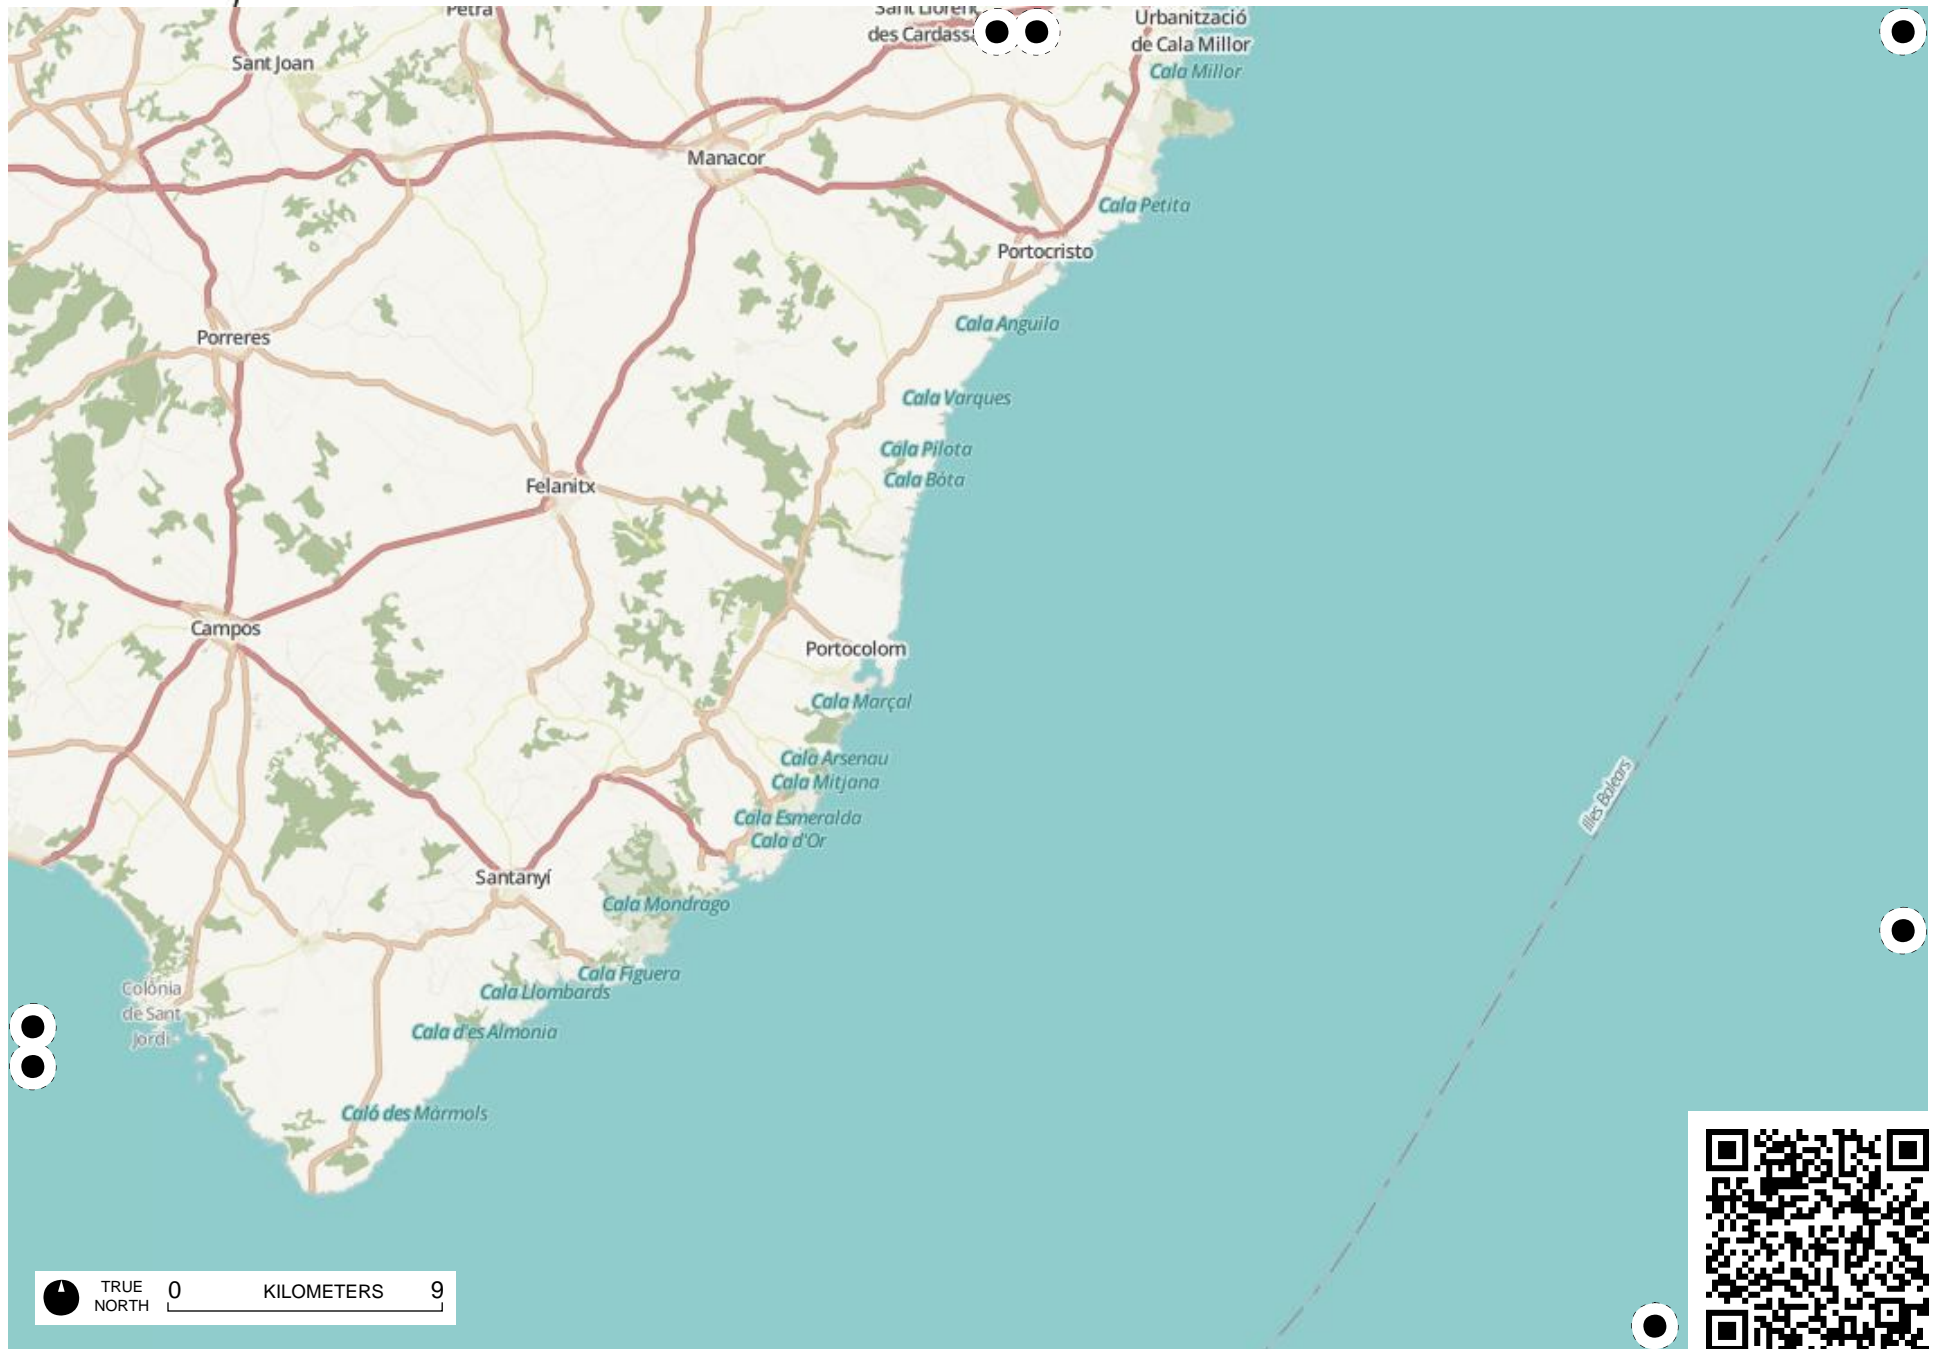 Petra
Sant Llorenç
des Cardassa
Urbanització
de Cala Millor
Cala Millor
Sant Joan
Manacor
Cala Petita
Portocristo
Cala Anguila
Porreres
Cala Varques
Cala Pilota
Cala Bóta
Felanitx
Campos
Portocolom
Cala Marçal
Cala Arsenau
Cala Mitjana
Illes Balears
Cala Esmeralda
Cala d'Or
Santanyí
Cala Mondrago
Cala Figuera
Cala Llombards
Colònia
de Sant
Jordi
Cala d'es Almonia
Caló des Màrmols
TRUE
NORTH
0 KILOMETERS 9